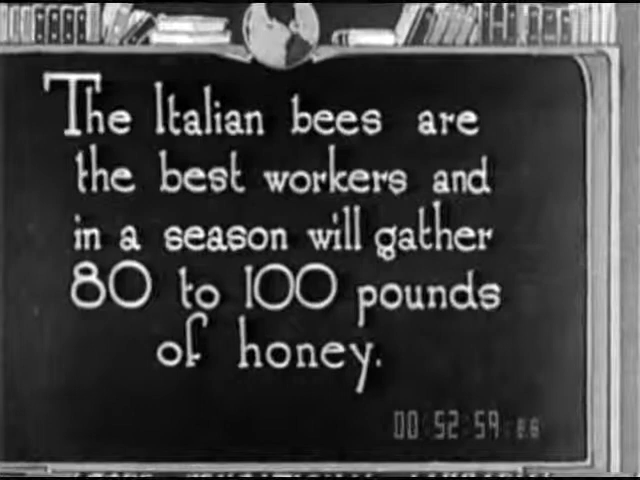 The Italian bees are
the best workers and
in a season will gather
80 to 100 pounds
of honey.
00:52:59: